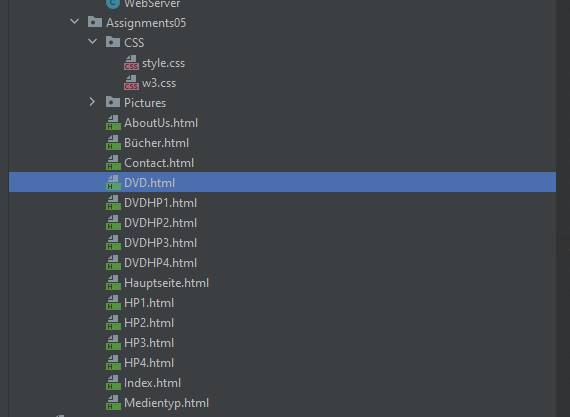 WebServer
Assignments05
CSS
style.css
w3.css
Pictures
AboutUs.html
Bücher.html
Contact.html
DVD.html
DVDHP1.html
DVDHP2.html
DVDHP3.html
DVDHP4.html
Hauptseite.html
HP1.html
HP2.html
HP3.html
HP4.html
Index.html
Medientyp.html